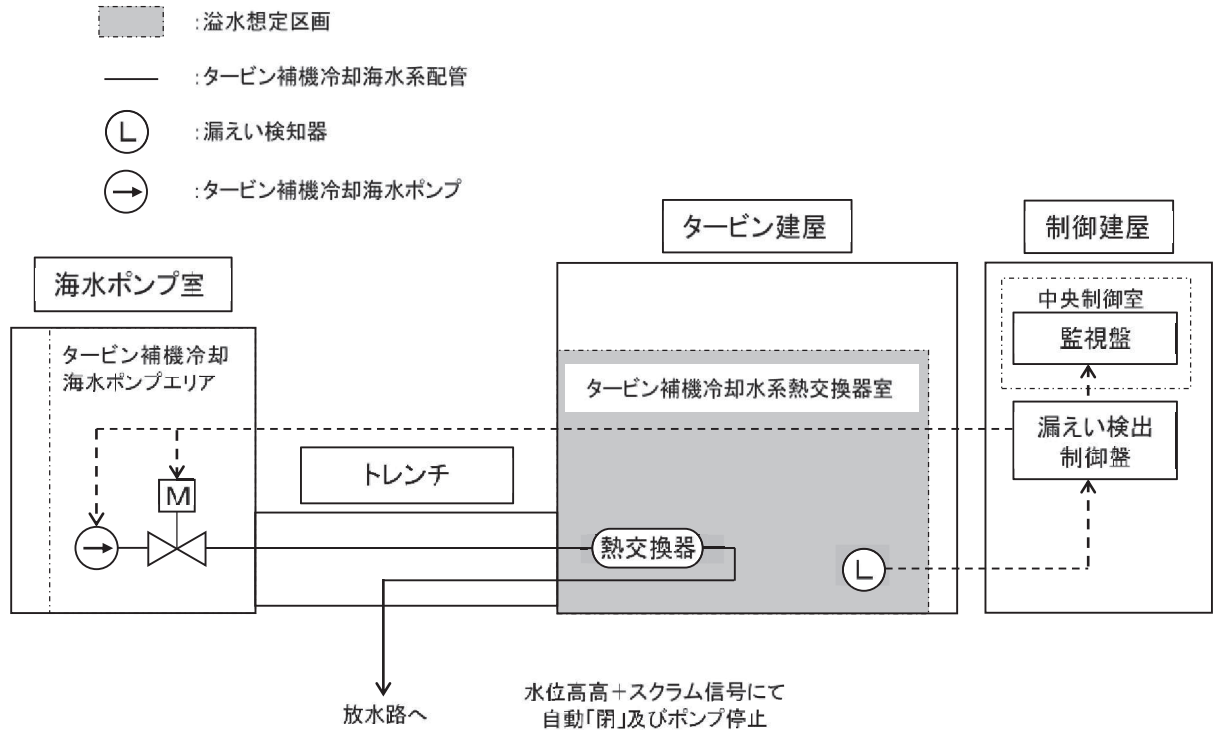 :溢水想定区画
:タービン補機冷却海水系配管
L
:漏えい検知器
:タービン補機冷却海水ポンプ
タービン建屋
制御建屋
海水ポンプ室
中央制御室
監視盤
タービン補機冷却
海水ポンプエリア
タービン補機冷却水系熱交換器室
漏えい検出
制御盤
トレンチ
M
熱交換器
L
放水路へ
水位高高+スクラム信号にて
自動「閉」及びポンプ停止